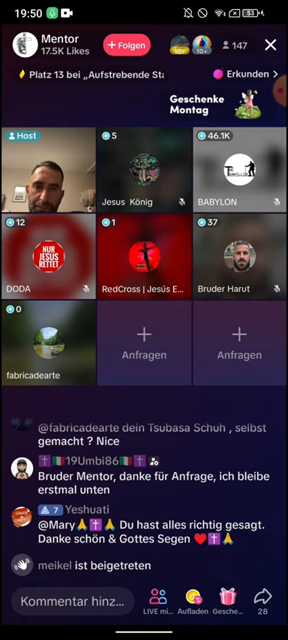 19:50
Mentor
17.5K Likes
+ Folgen
10+
10+
147
Platz 13 bei „Aufstrebende Sta
Erkunden >
Geschenke
Montag
Host
5
46.1K
Jesus König
BABYLON
12
1
37
NUR
JESUS
RETTET
DODA
RedCross | Jesús E...
Bruder Harut
0
fabricadearte
Anfragen
Anfragen
@fabricadearte dein Tsubasa Schuh , selbst
gemacht ? Nice
✝️🇮🇹19Umbi86🇮🇹✝️
Bruder Mentor, danke für Anfrage, ich bleibe
erstmal unten
7 Yeshuati
@Mary🙏✝️🙏 Du hast alles richtig gesagt.
Danke schön & Gottes Segen ❤️✝️🙏
meikel ist beigetreten
Kommentar hinz...
LIVE mi...
Aufladen
Gesche...
28